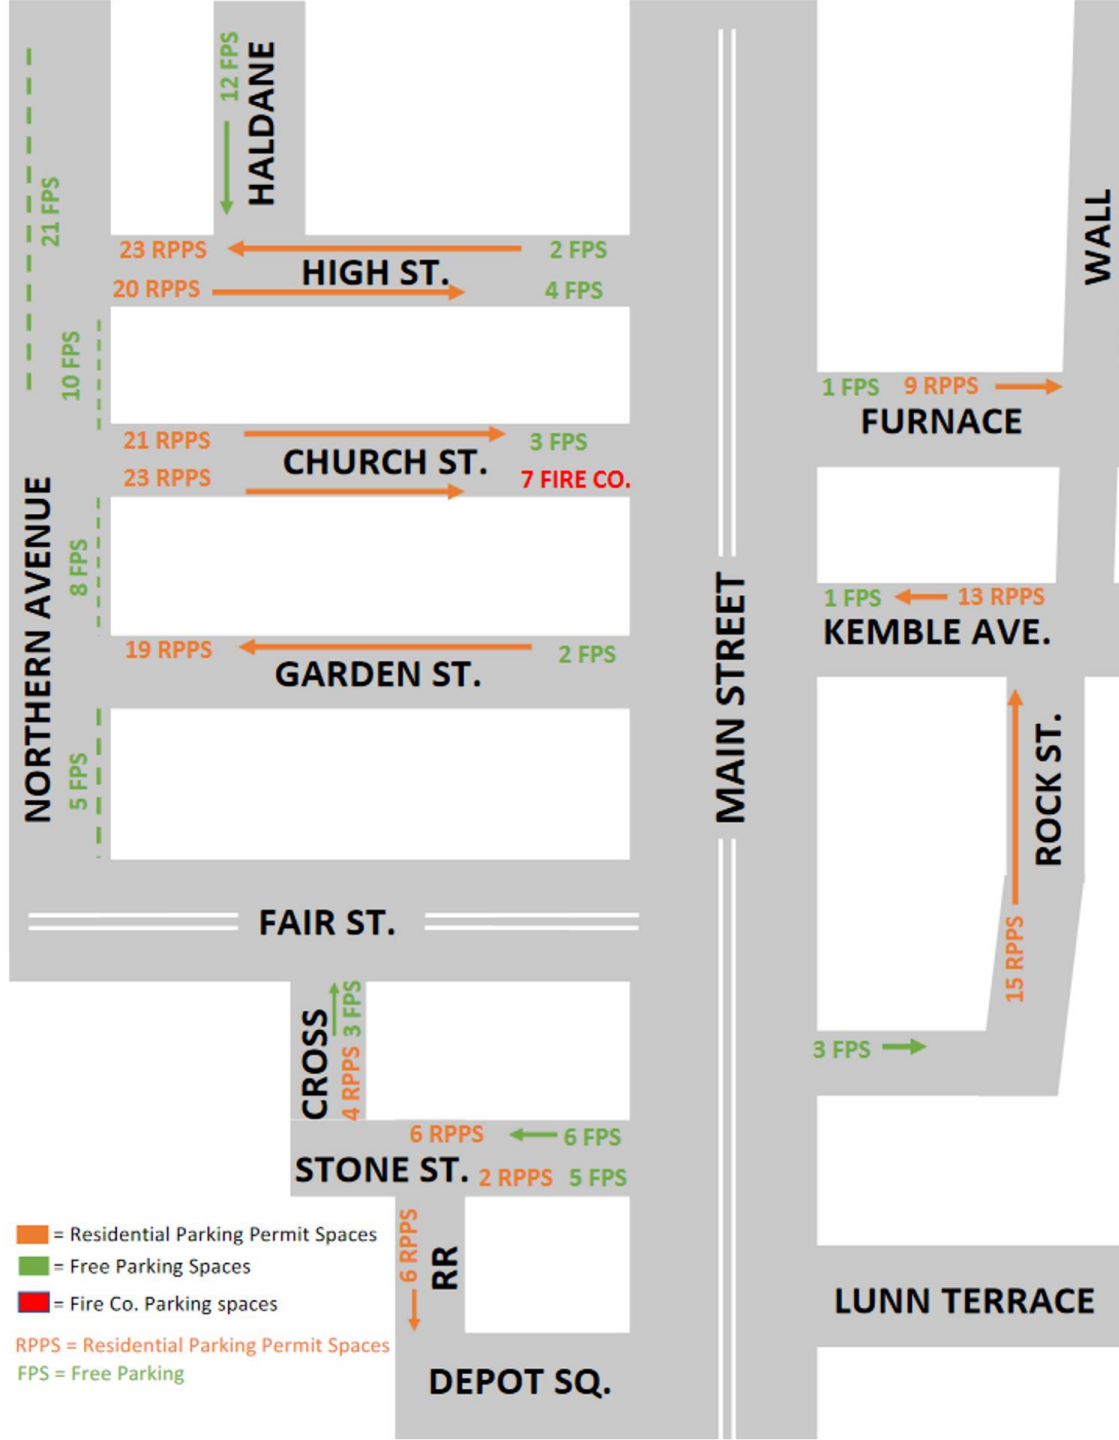 12 FPS
HALDANE
21 FPS
WALL
23 RPPS
2 FPS
HIGH ST.
20 RPPS
4 FPS
10 FPS
1 FPS 9 RPPS
FURNACE
21 RPPS
3 FPS
CHURCH ST.
23 RPPS
7 FIRE CO.
NORTHERN AVENUE
8 FPS
MAIN STREET
1 FPS
13 RPPS
KEMBLE AVE.
19 RPPS
2 FPS
GARDEN ST.
5 FPS
ROCK ST.
15 RPPS
FAIR ST.
CROSS
3 FPS
4 RPPS
3 FPS
6 RPPS
6 FPS
STONE ST.
2 RPPS
5 FPS
6 RPPS
RR
= Residential Parking Permit Spaces
= Free Parking Spaces
= Fire Co. Parking spaces
RPPS = Residential Parking Permit Spaces
FPS = Free Parking
LUNN TERRACE
DEPOT SQ.